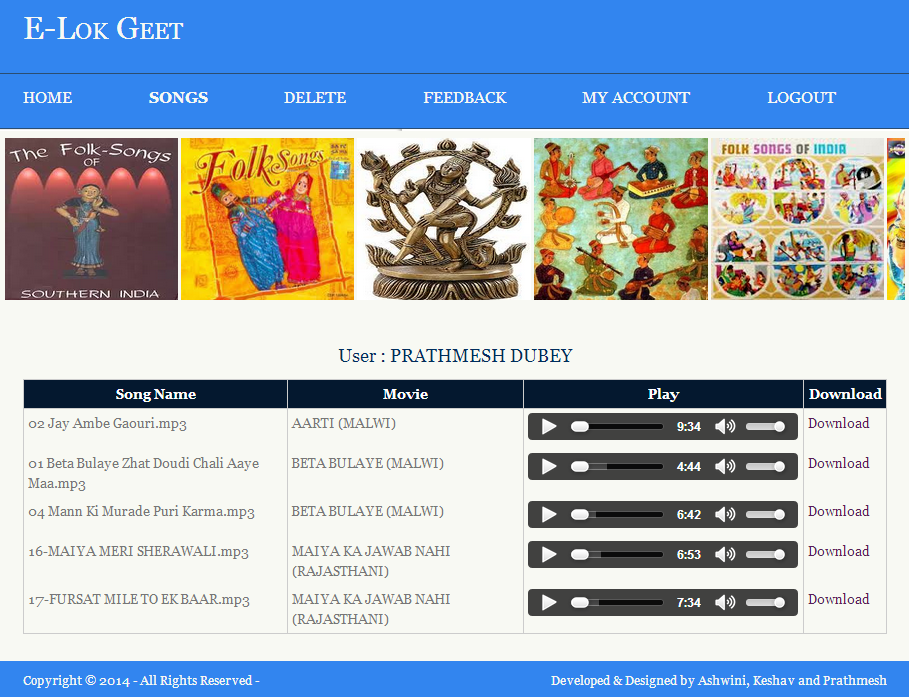 E-Lok Geet
HOME SONGS DELETE FEEDBACK MY ACCOUNT LOGOUT
The Folk-Songs
OF
SOUTHERN INDIA
Folk Songs
FOLK SONGS OF INDIA
User : PRATHMESH DUBEY
Song Name Movie Play Download
02 Jay Ambe Gaouri.mp3 AARTI (MALWI) 9:34 Download
01 Beta Bulaye Zhat Doudi Chali Aaye BETA BULAYE (MALWI) 4:44 Download
Maa.mp3
04 Mann Ki Murade Puri Karma.mp3 BETA BULAYE (MALWI) 6:42 Download
16-MAIYA MERI SHERAWALI.mp3 MAIYA KA JAWAB NAHI 6:53 Download
(RAJASTHANI)
17-FURSAT MILE TO EK BAAR.mp3 MAIYA KA JAWAB NAHI 7:34 Download
(RAJASTHANI)
Copyright © 2014 - All Rights Reserved - Developed & Designed by Ashwini, Keshav and Prathmesh